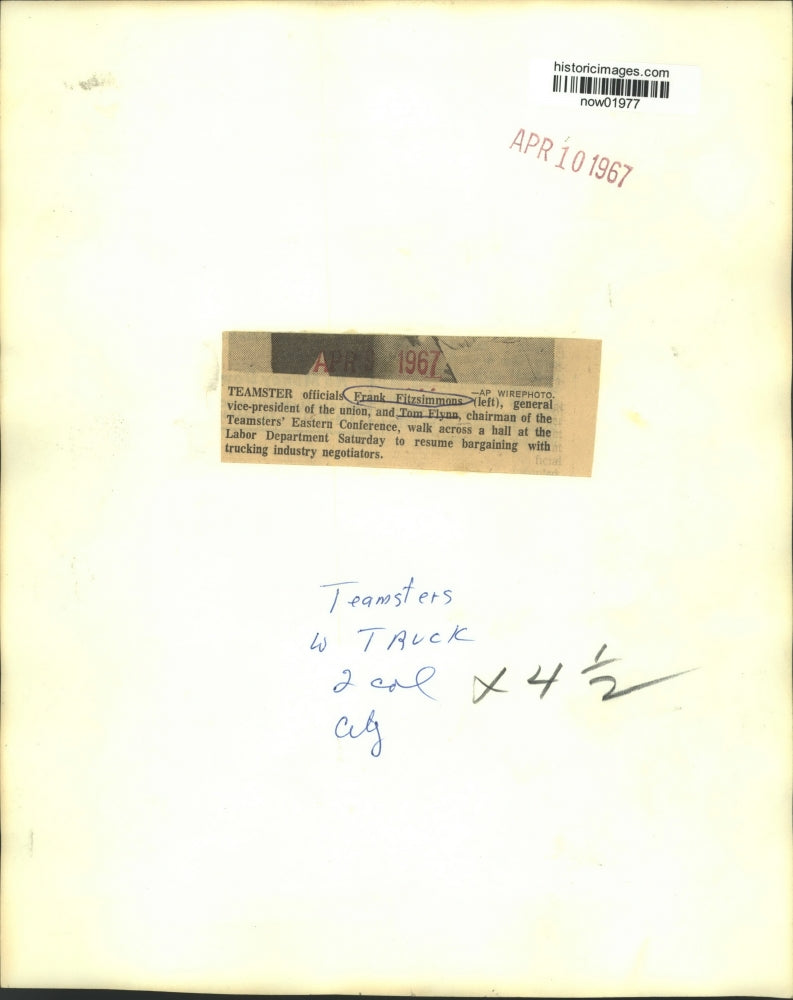 historicimages.com
now01977
APR 10 1967
APR 9 1967
—AP WIREPHOTO.
TEAMSTER officials Frank Fitzsimmons (left), general
vice-president of the union, and Tom Flynn, chairman of the
Teamsters' Eastern Conference, walk across a hall at the
Labor Department Saturday to resume bargaining with
trucking industry negotiators.
Teamsters
w TRUCK
2 col x 4 1/2